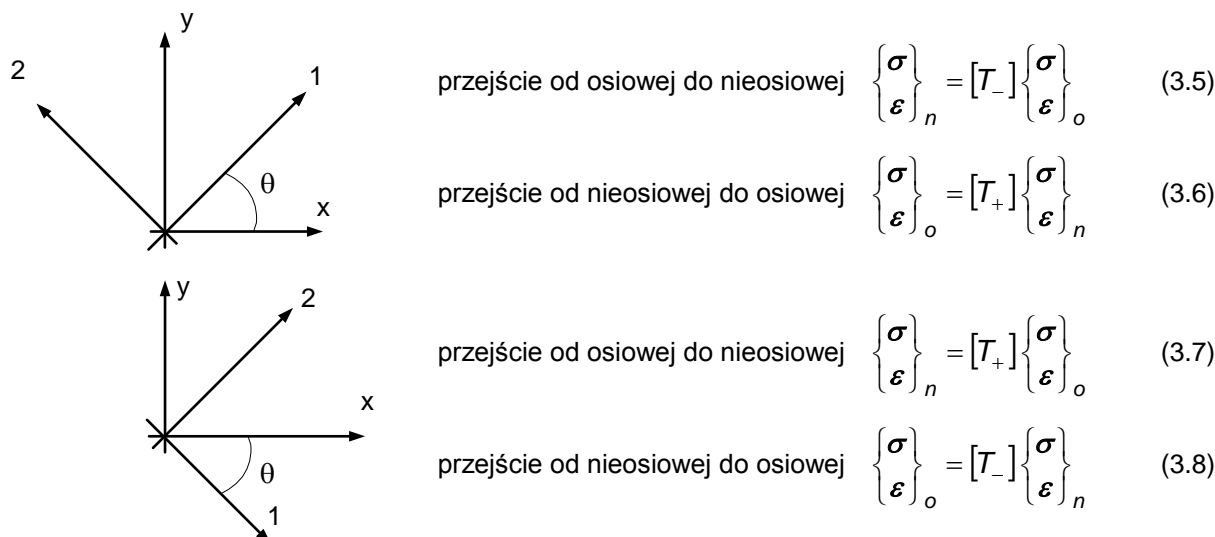 y
2
1
θ
x
przejście od osiowej do nieosiowej {σ ε}n = [T−]{σ ε}o (3.5)
przejście od nieosiowej do osiowej {σ ε}o = [T+]{σ ε}n (3.6)
y
2
x
θ
1
przejście od osiowej do nieosiowej {σ ε}n = [T+]{σ ε}o (3.7)
przejście od nieosiowej do osiowej {σ ε}o = [T−]{σ ε}n (3.8)